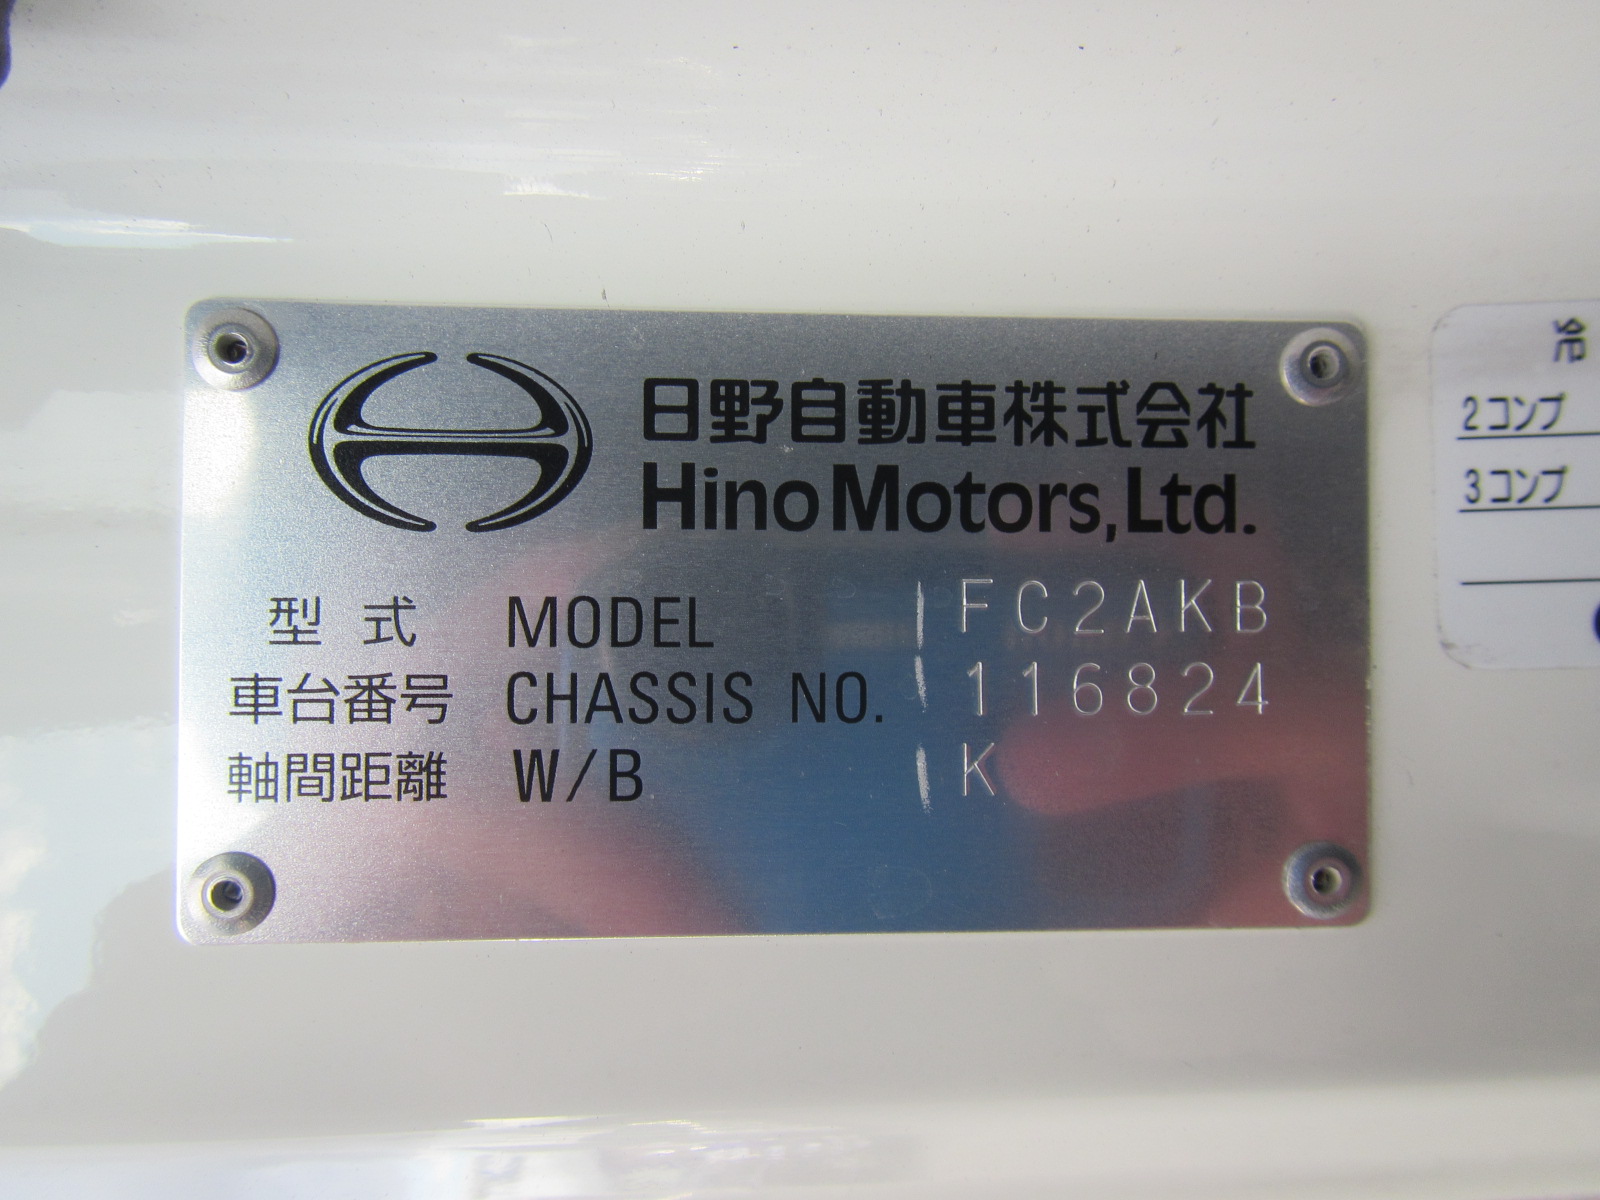 日野自動車株式会社
Hino Motors, Ltd.
型 式 MODEL FC2AKB
車台番号 CHASSIS NO. 116824
軸間距離 W/B K
2コンプ
3コンプ